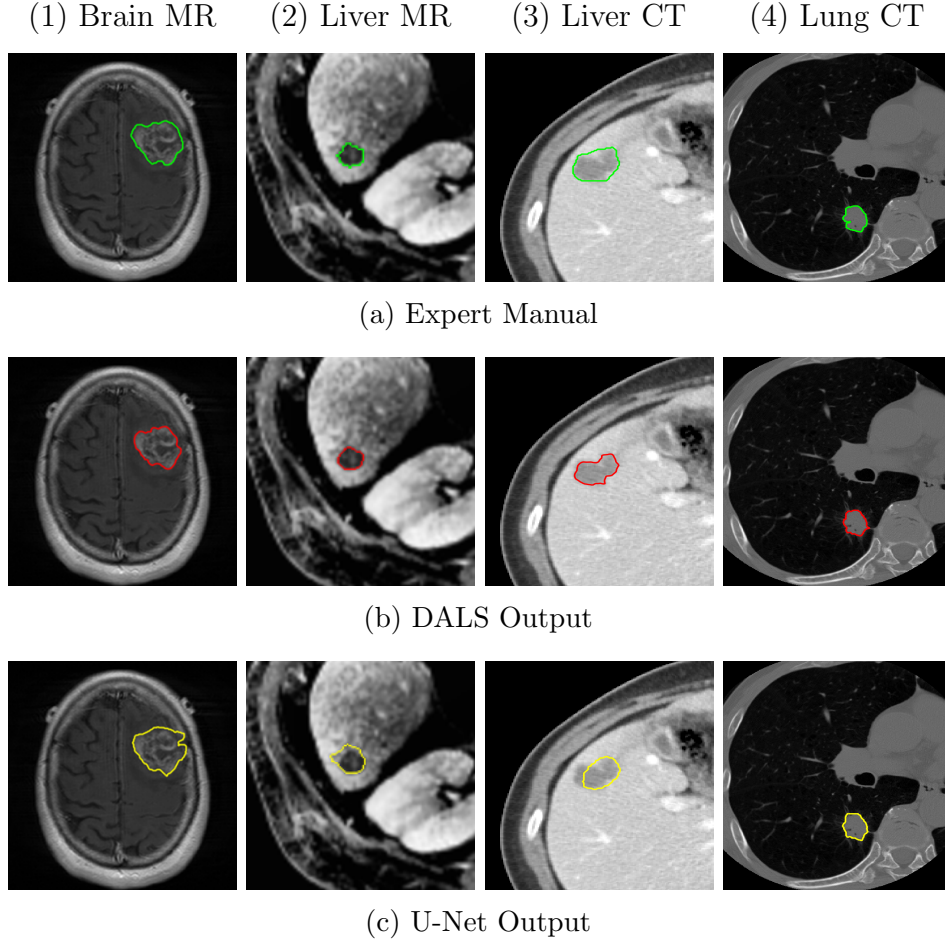 (1) Brain MR (2) Liver MR (3) Liver CT (4) Lung CT
(a) Expert Manual
(b) DALS Output
(c) U-Net Output